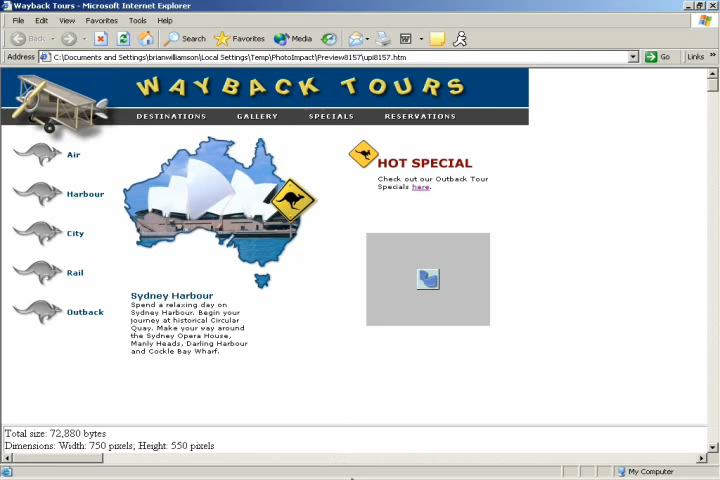 Wayback Tours - Microsoft Internet Explorer
File Edit View Favorites Tools Help
Back Search Favorites Media W
Address C:\Documents and Settings\brianwilliamson\Local Settings\Temp\PhotoImpact\Preview8157\upi8157.htm Go Links »
WAYBACK TOURS
DESTINATIONS GALLERY SPECIALS RESERVATIONS
Air
Harbour
City
Rail
Outback
Sydney Harbour
Spend a relaxing day on
Sydney Harbour. Begin your
journey at historical Circular
Quay. Make your way around
the Sydney Opera House,
Manly Heads, Darling Harbour
and Cockle Bay Wharf.
HOT SPECIAL
Check out our Outback Tour
Specials here.
Total size: 72,880 bytes
Dimensions: Width: 750 pixels; Height: 550 pixels
My Computer